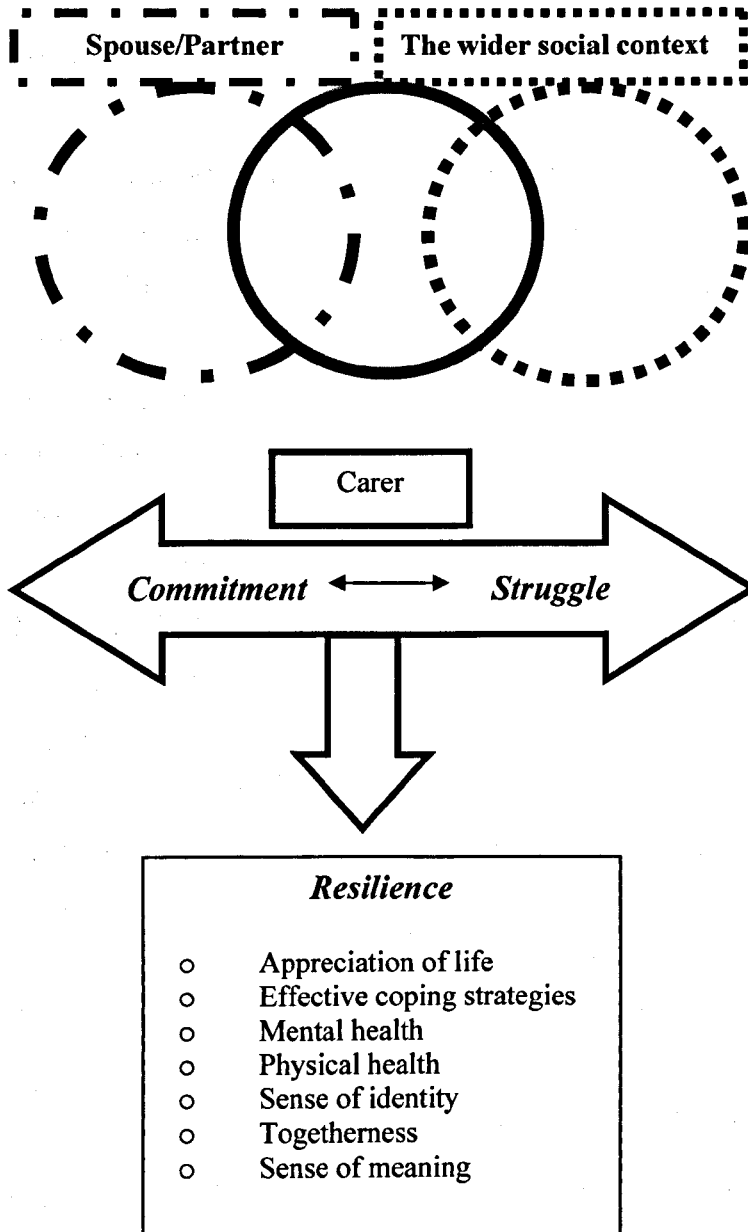 Spouse/Partner
The wider social context
Carer
Commitment
Struggle
Resilience
Appreciation of life
Effective coping strategies
Mental health
Physical health
Sense of identity
Togetherness
Sense of meaning